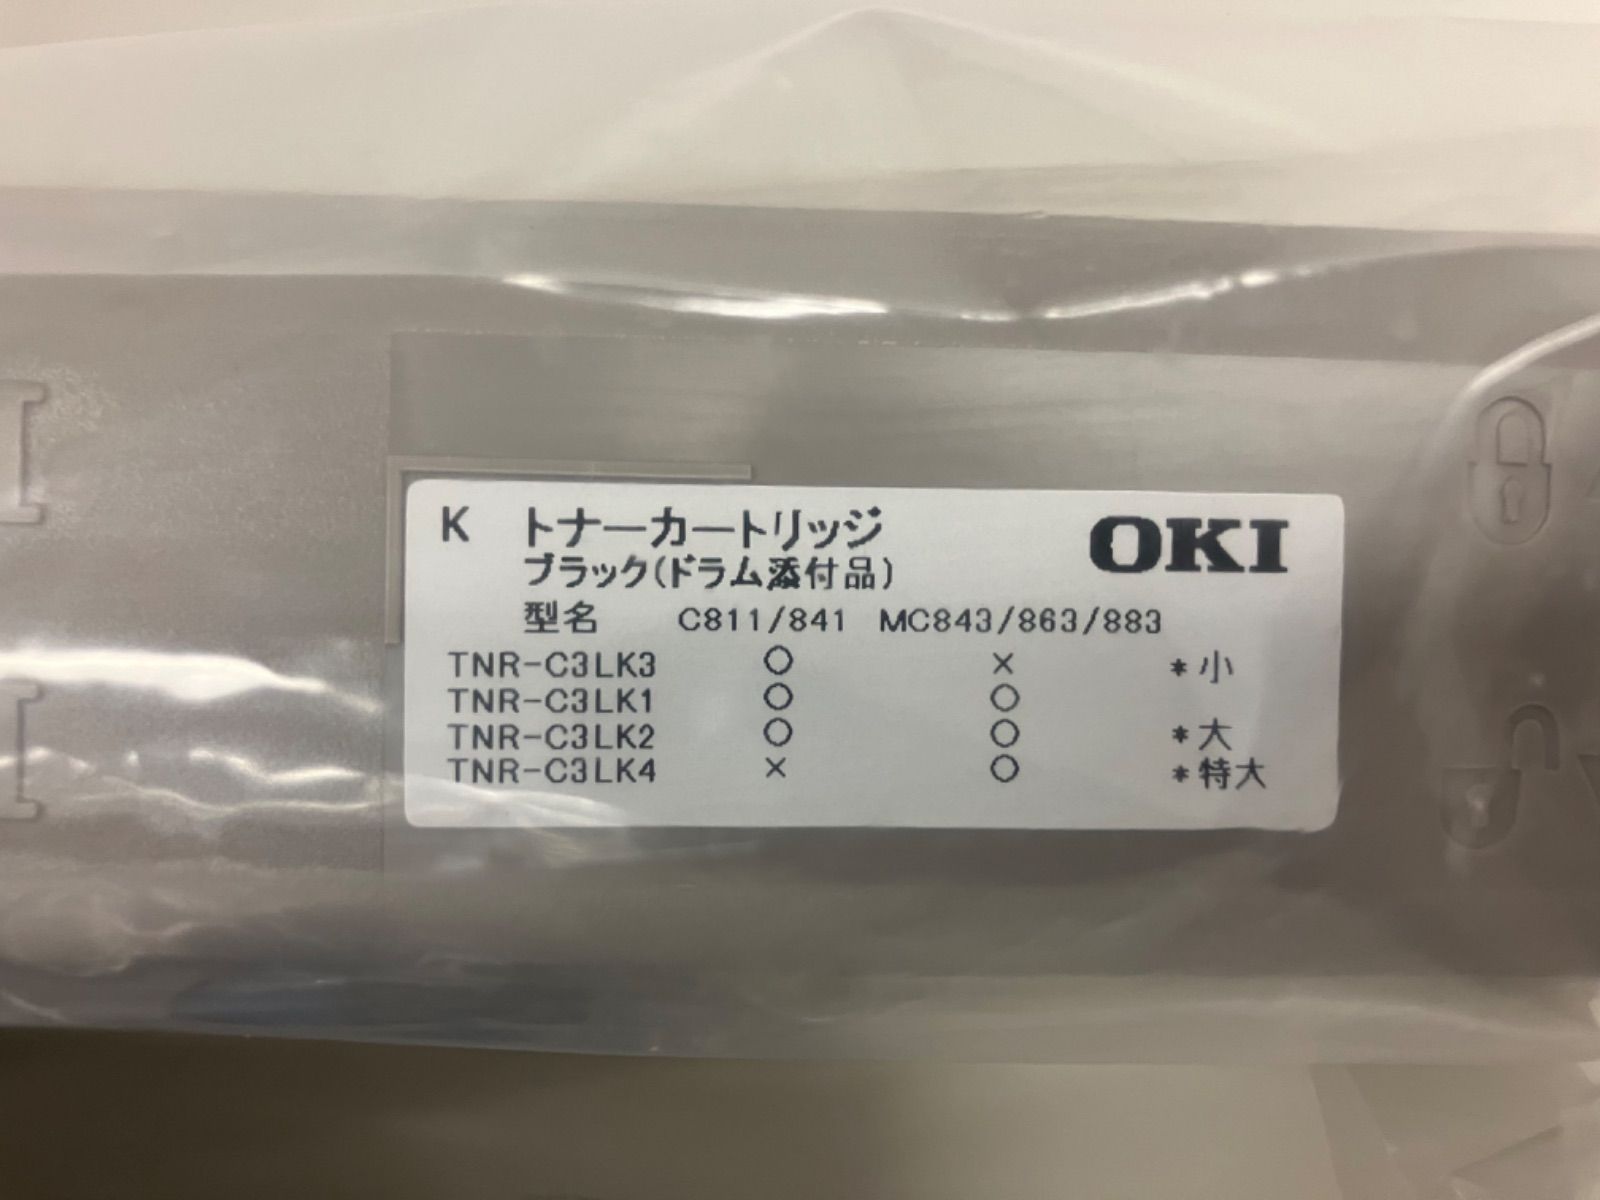 K トナーカートリッジ OKI
ブラック(ドラム添付品)
型名 C811/841 MC843/863/883
TNR-C3LK3 ○ × *小
TNR-C3LK1 ○ ○
TNR-C3LK2 ○ ○ *大
TNR-C3LK4 × ○ *特大